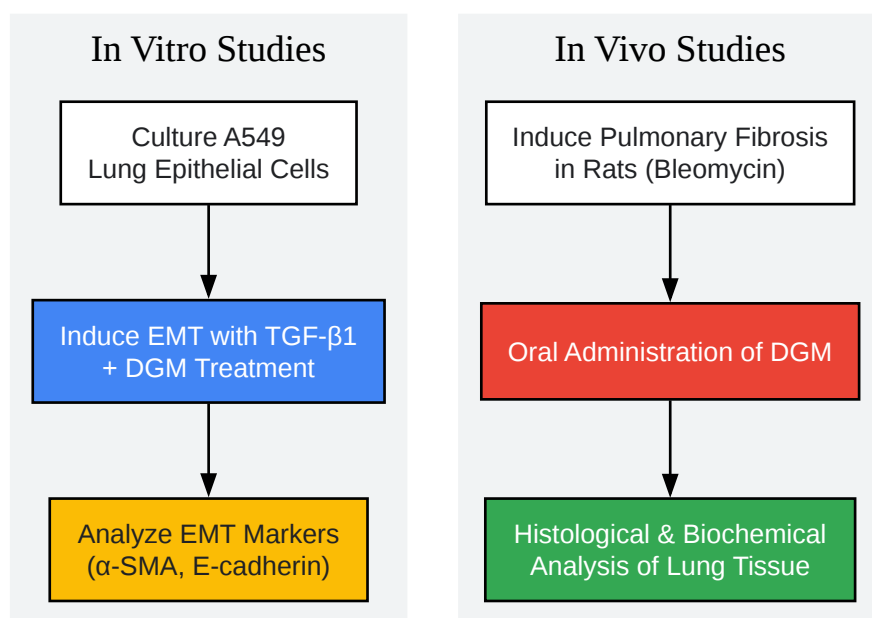 In Vitro Studies
Culture A549
Lung Epithelial Cells
Induce EMT with TGF-β1
+ DGM Treatment
Analyze EMT Markers
(α-SMA, E-cadherin)
In Vivo Studies
Induce Pulmonary Fibrosis
in Rats (Bleomycin)
Oral Administration of DGM
Histological & Biochemical
Analysis of Lung Tissue